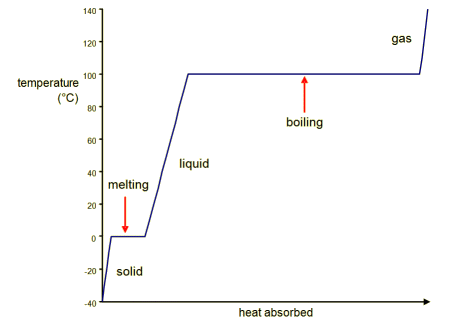 140
120
100
80
60
40
20
0
-20
-40
temperature
(°C)
gas
boiling
liquid
melting
solid
heat absorbed